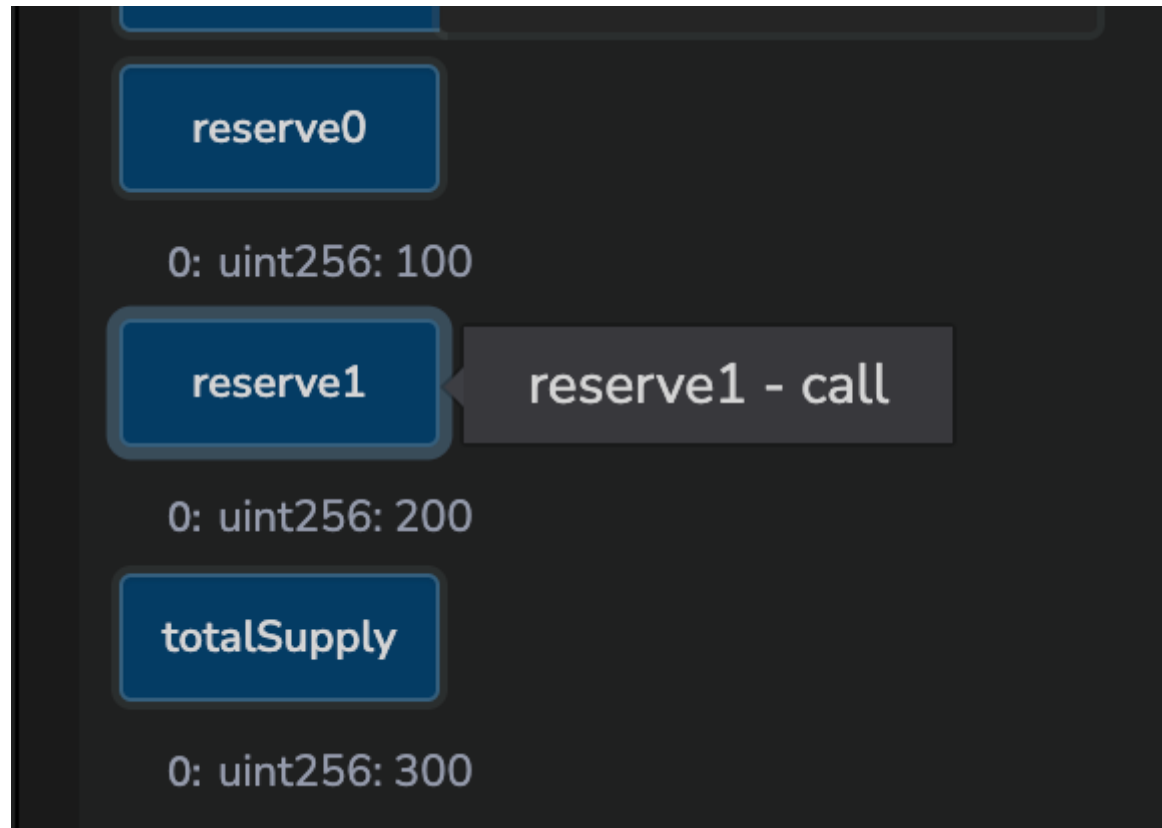 reserve0
0: uint256: 100
reserve1
reserve1 - call
0: uint256: 200
totalSupply
0: uint256: 300